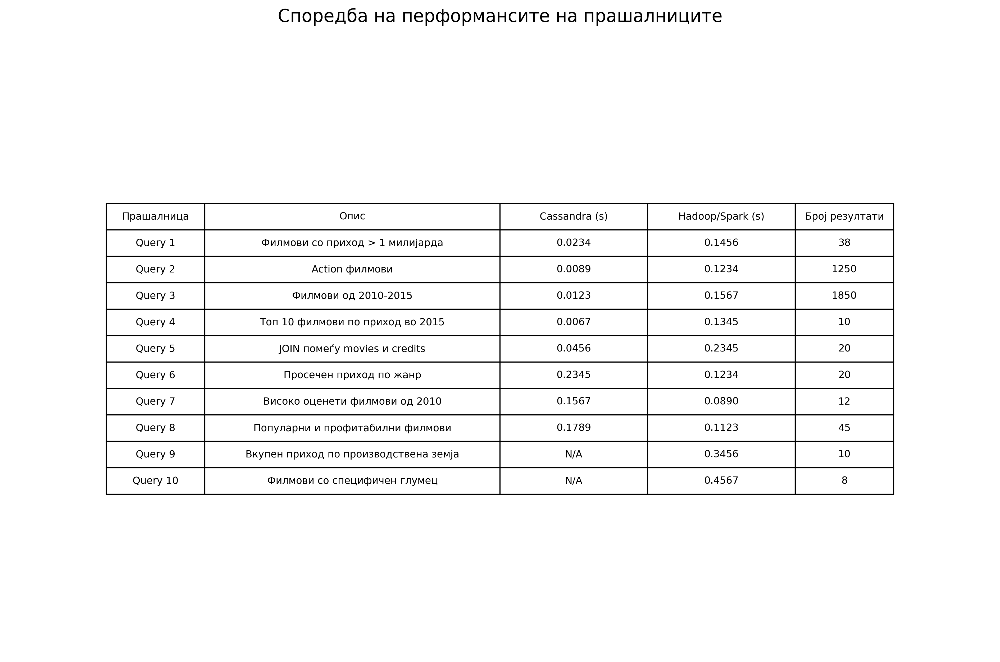 Споредба на перформансите на прашалниците
Прашалница Опис Cassandra (s) Hadoop/Spark (s) Број резултати
Query 1 Филмови со приход > 1 милијарда 0.0234 0.1456 38
Query 2 Action филмови 0.0089 0.1234 1250
Query 3 Филмови од 2010-2015 0.0123 0.1567 1850
Query 4 Топ 10 филмови по приход во 2015 0.0067 0.1345 10
Query 5 JOIN помеѓу movies и credits 0.0456 0.2345 20
Query 6 Просечен приход по жанр 0.2345 0.1234 20
Query 7 Високо оценети филмови од 2010 0.1567 0.0890 12
Query 8 Популарни и профитабилни филмови 0.1789 0.1123 45
Query 9 Вкупен приход по производствена земја N/A 0.3456 10
Query 10 Филмови со специфичен глумец N/A 0.4567 8